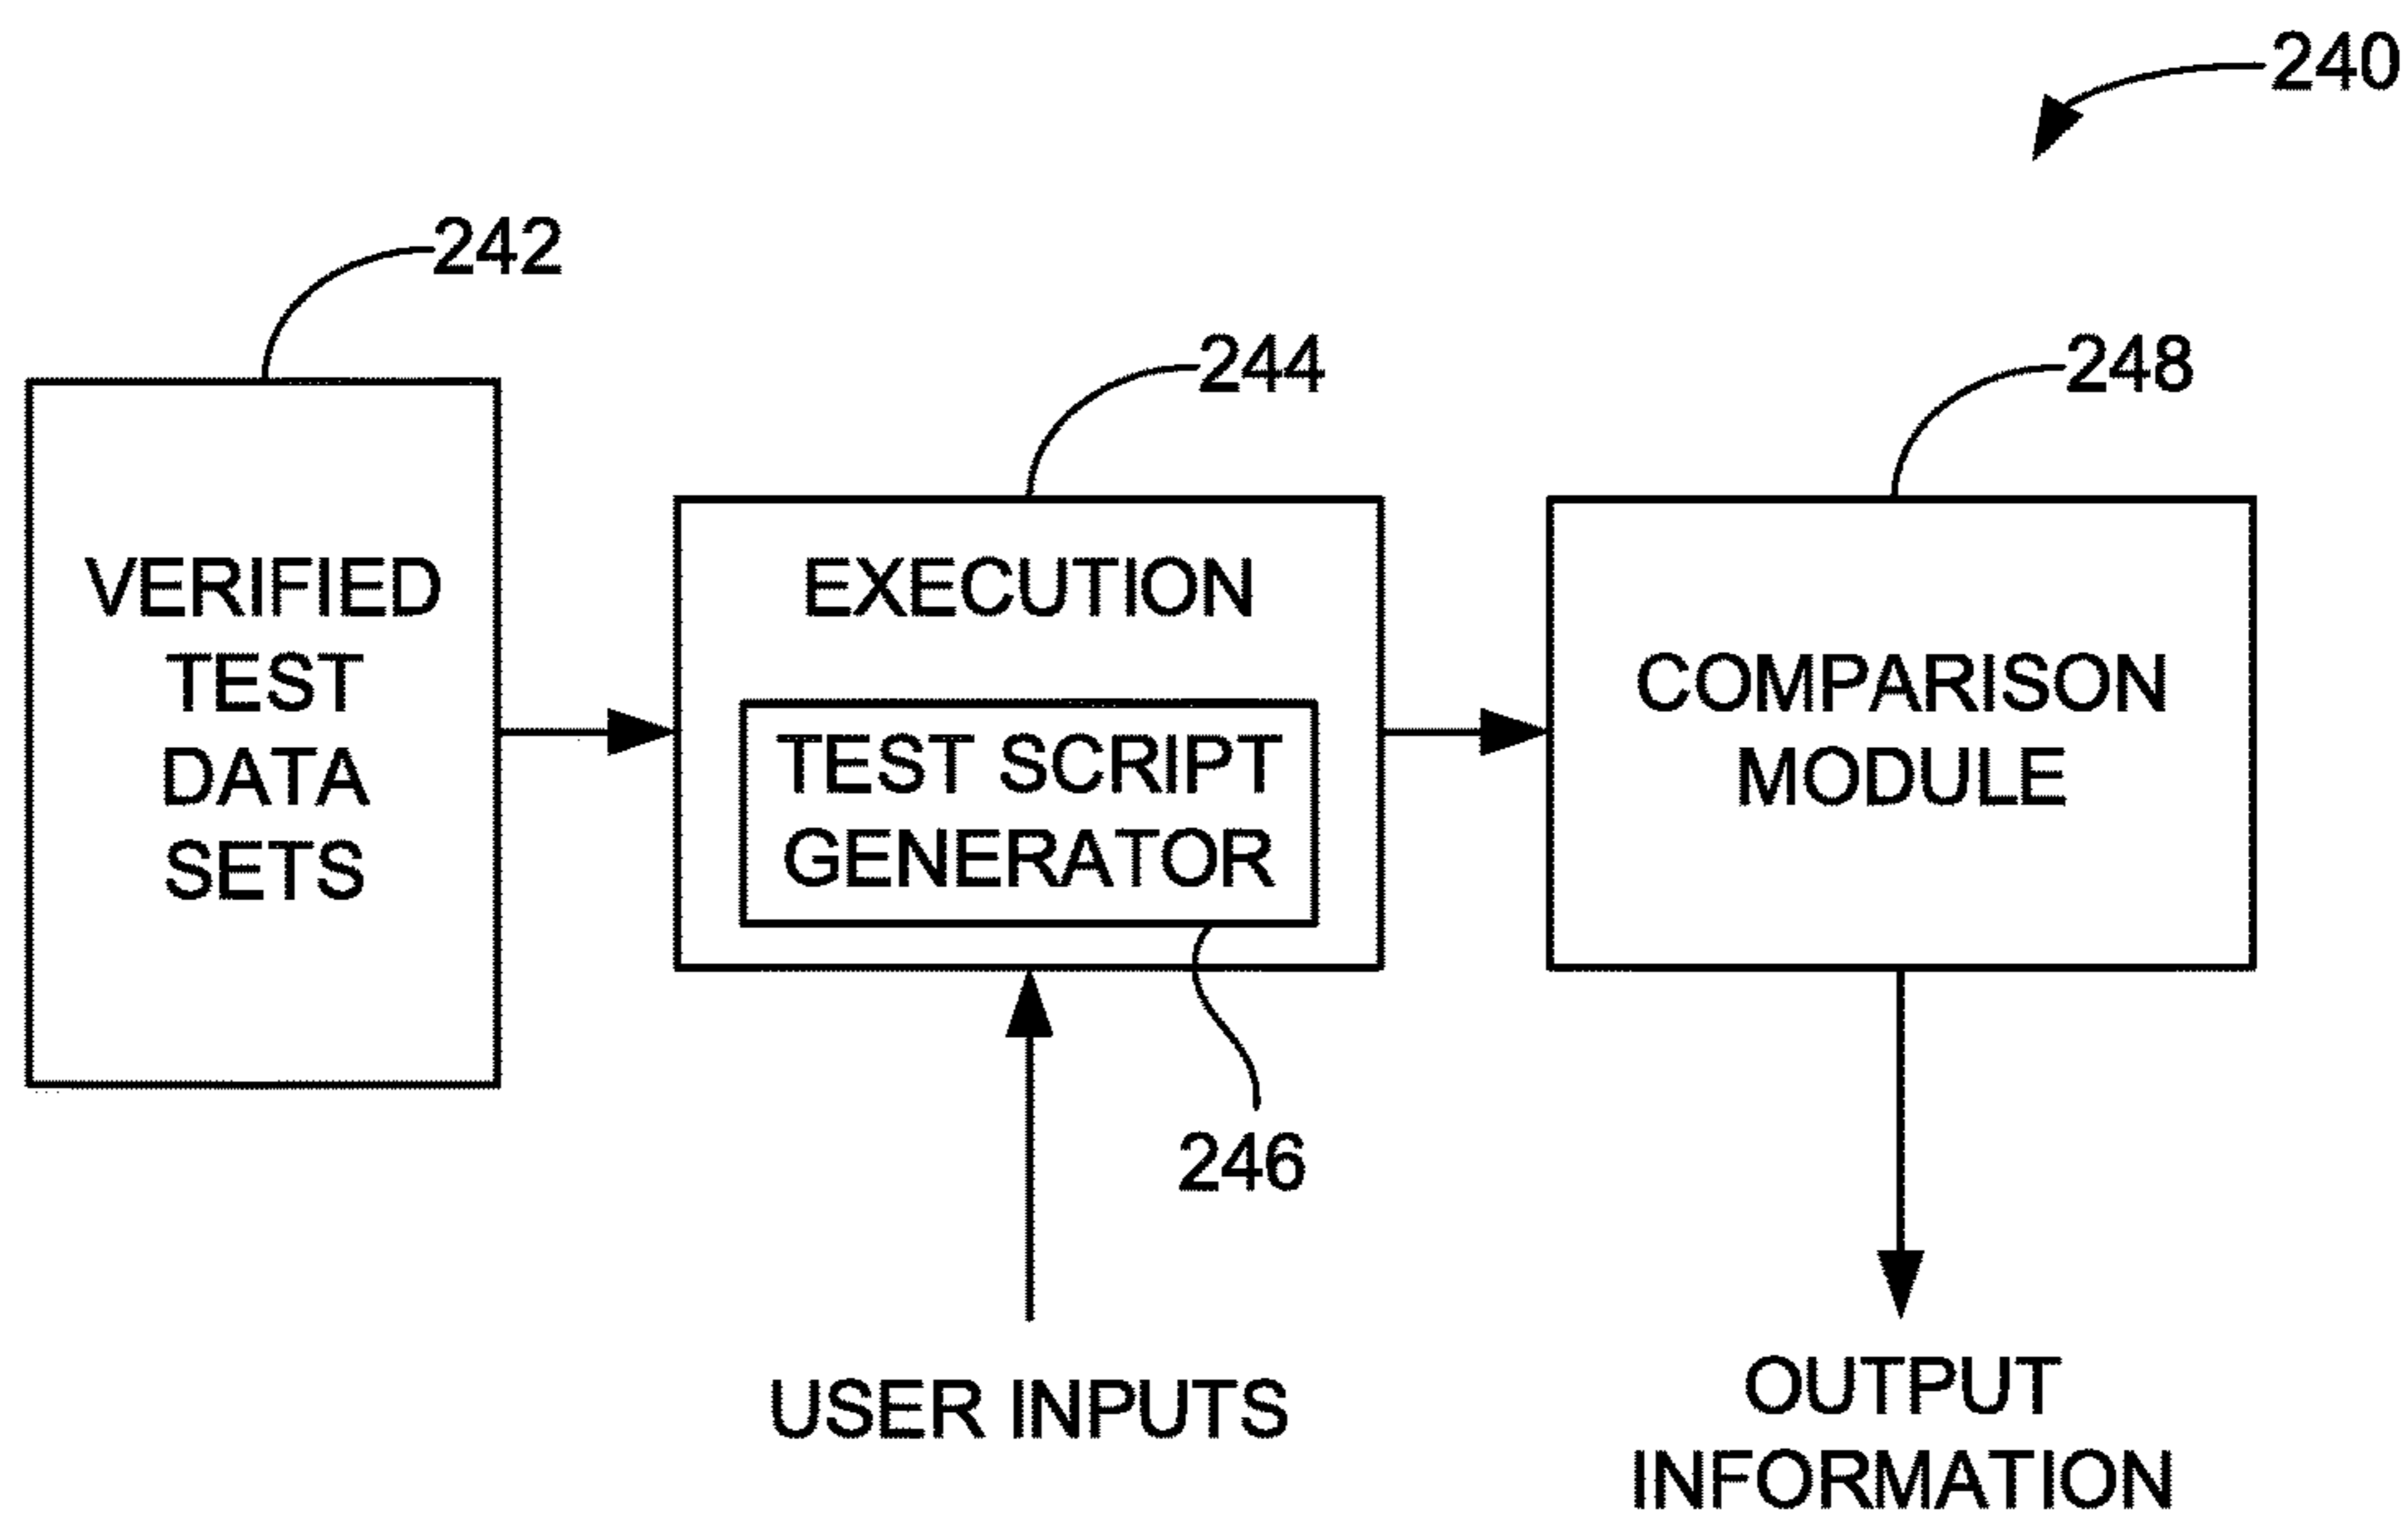 240
242
244
248
VERIFIED
TEST
DATA
SETS
EXECUTION
TEST SCRIPT
GENERATOR
COMPARISON
MODULE
246
USER INPUTS
OUTPUT
INFORMATION